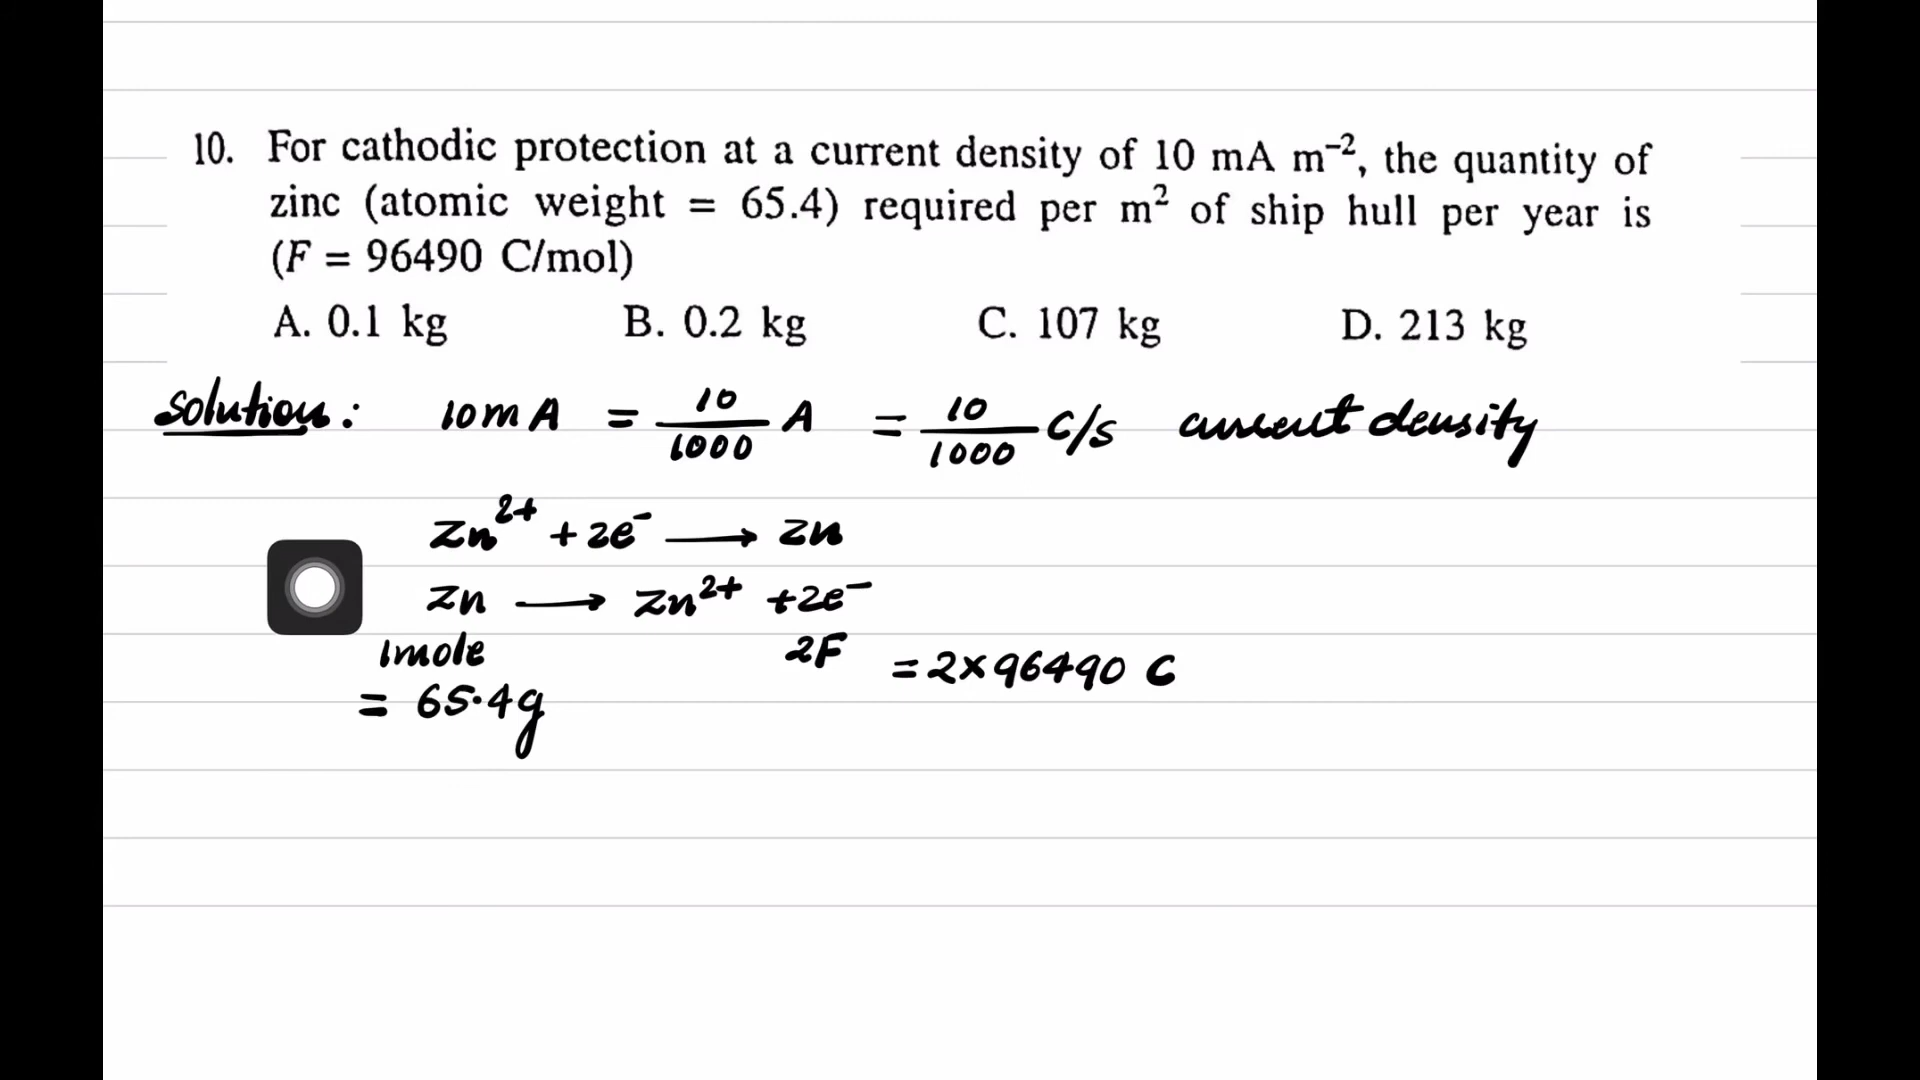 10. For cathodic protection at a current density of 10 mA m⁻², the quantity of
zinc (atomic weight = 65.4) required per m² of ship hull per year is
(F = 96490 C/mol)
A. 0.1 kg B. 0.2 kg C. 107 kg D. 213 kg
Solution: 10 mA = 10/1000 A = 10/1000 C/s current density
Zn²⁺ + 2e⁻ ⟶ Zn
Zn ⟶ Zn²⁺ + 2e⁻
1mole 2F = 2×96490 C
= 65.4g